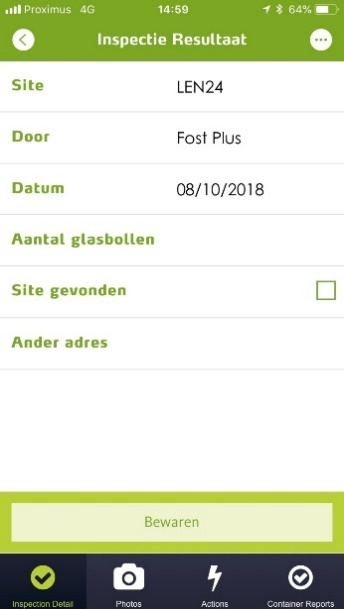 Proximus 4G 14:59 64%
Inspectie Resultaat
Site LEN24
Door Fost Plus
Datum 08/10/2018
Aantal glasbollen
Site gevonden
Ander adres
Bewaren
Inspection Detail Photos Actions Container Reports